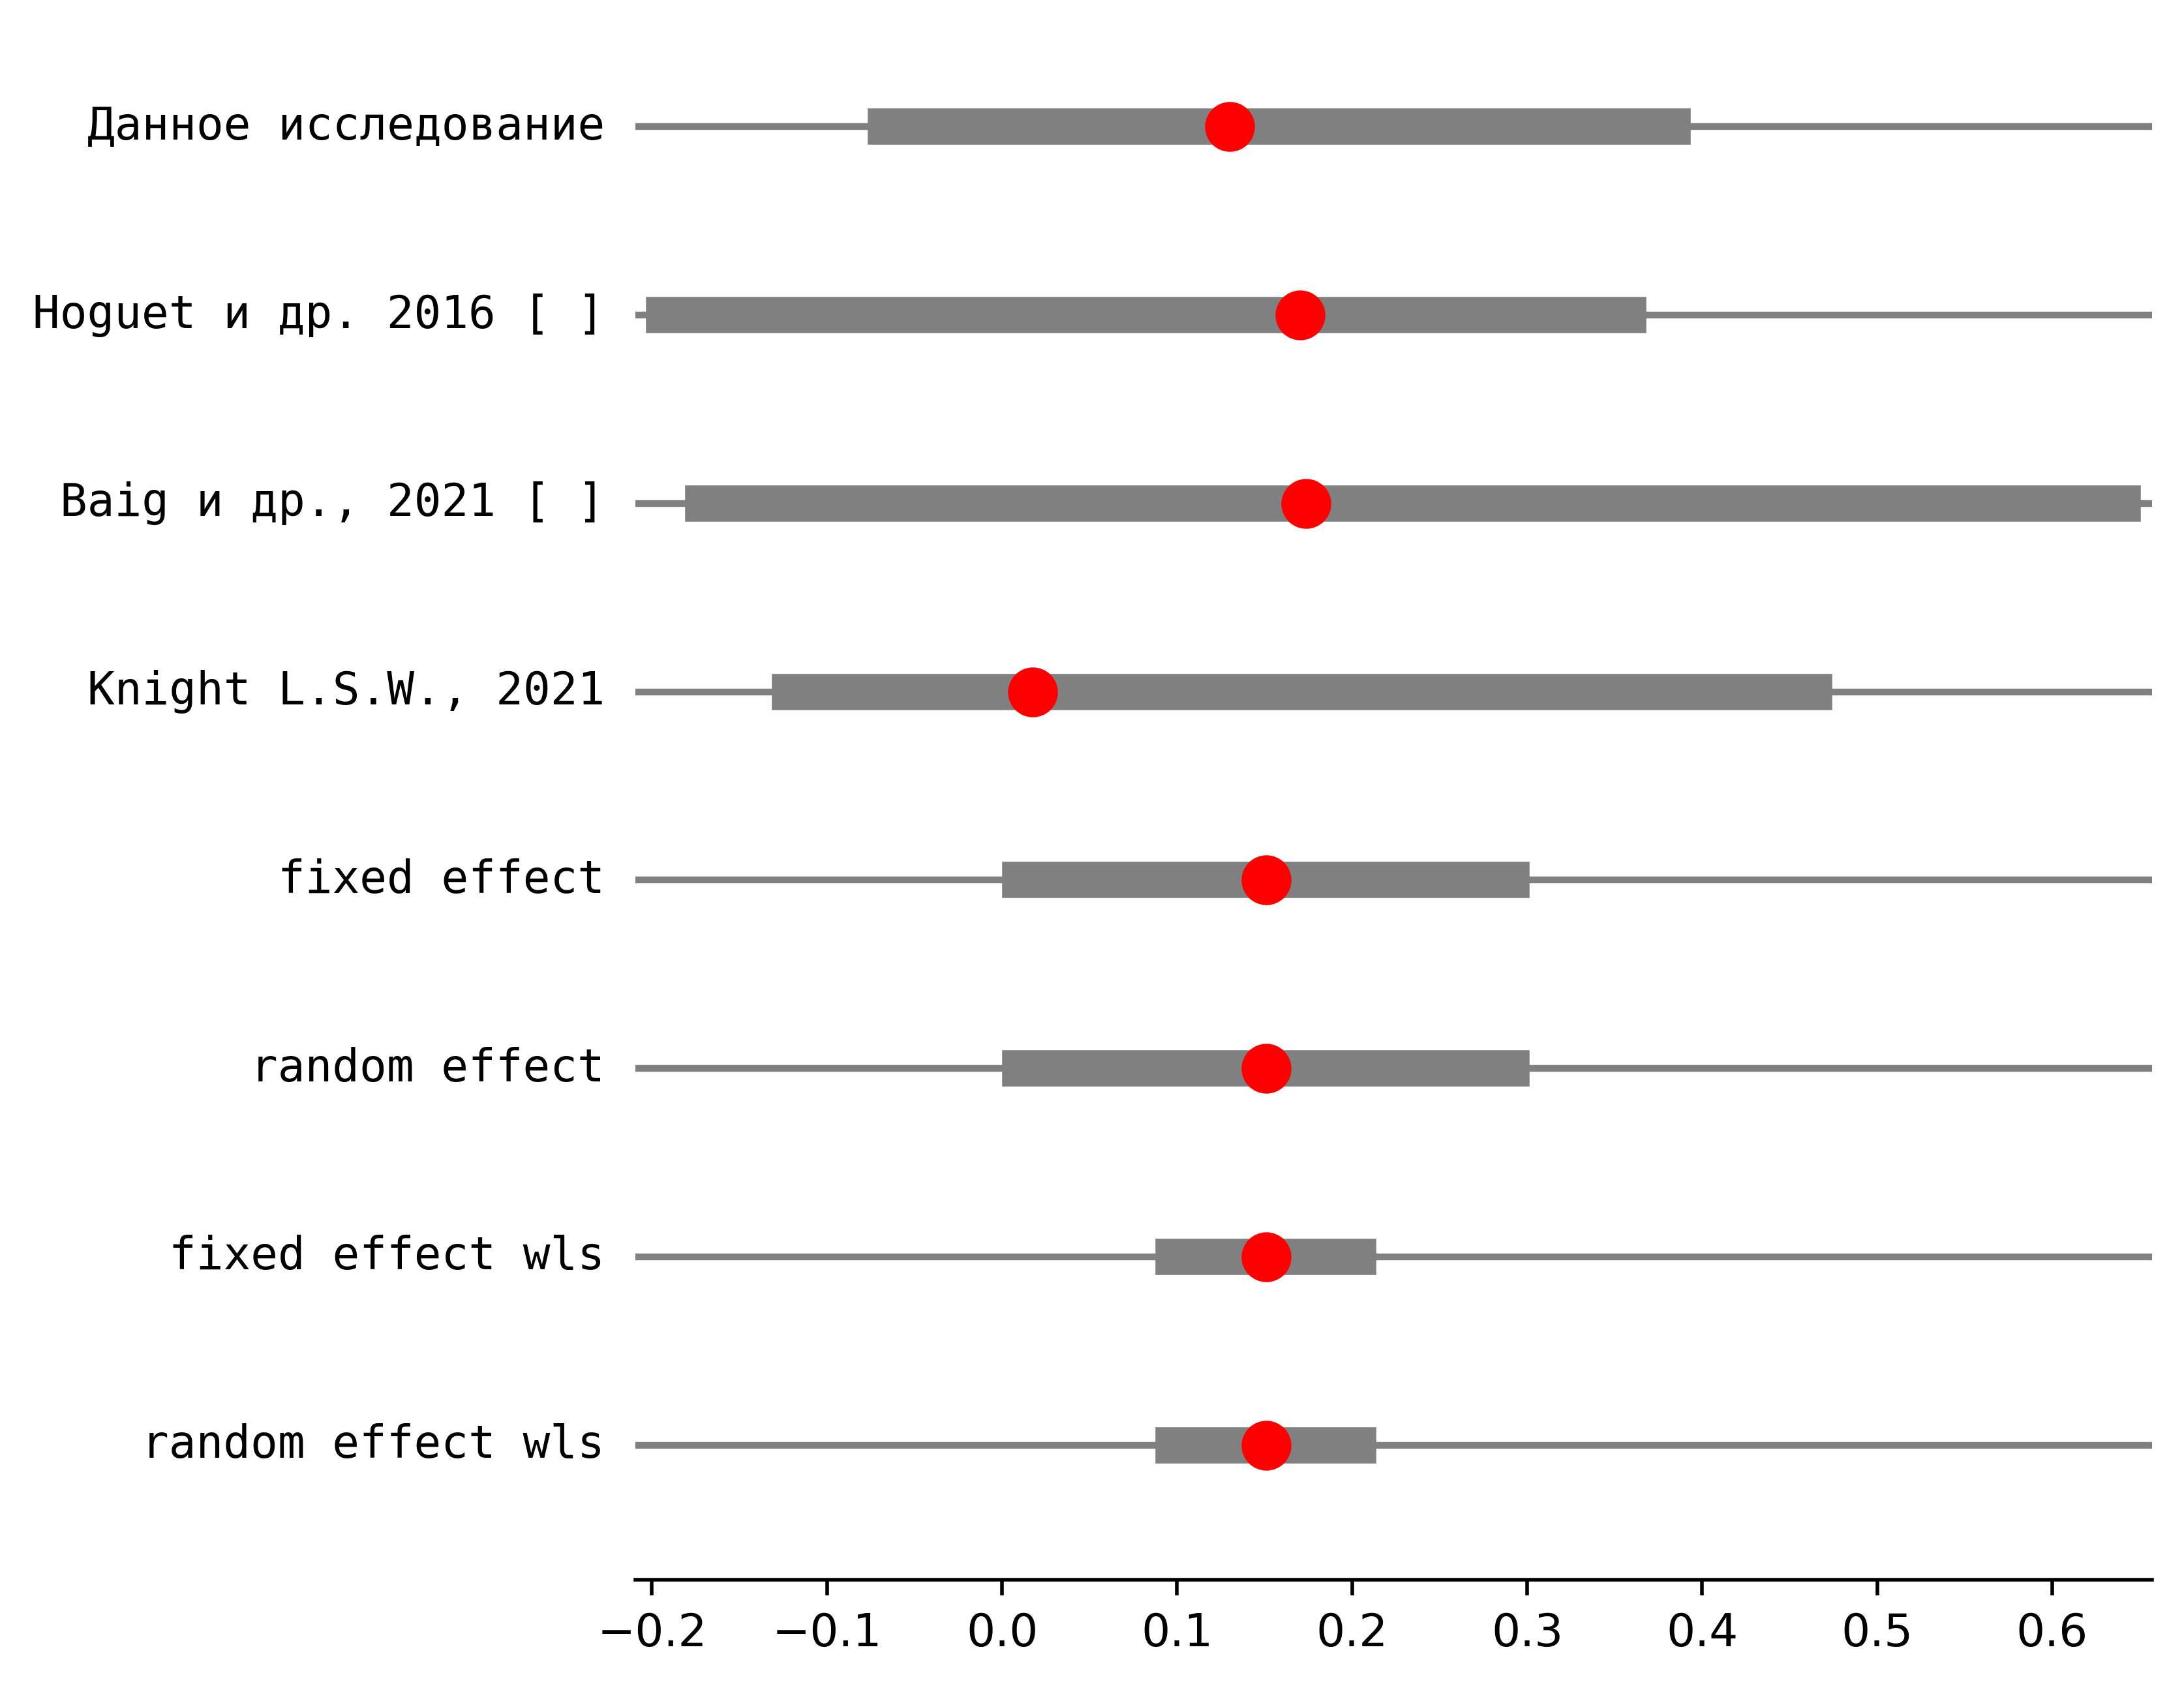 Данное исследование
Hoguet и др. 2016 [ ]
Baig и др., 2021 [ ]
Knight L.S.W., 2021
fixed effect
random effect
fixed effect wls
random effect wls
−0.2 −0.1 0.0 0.1 0.2 0.3 0.4 0.5 0.6